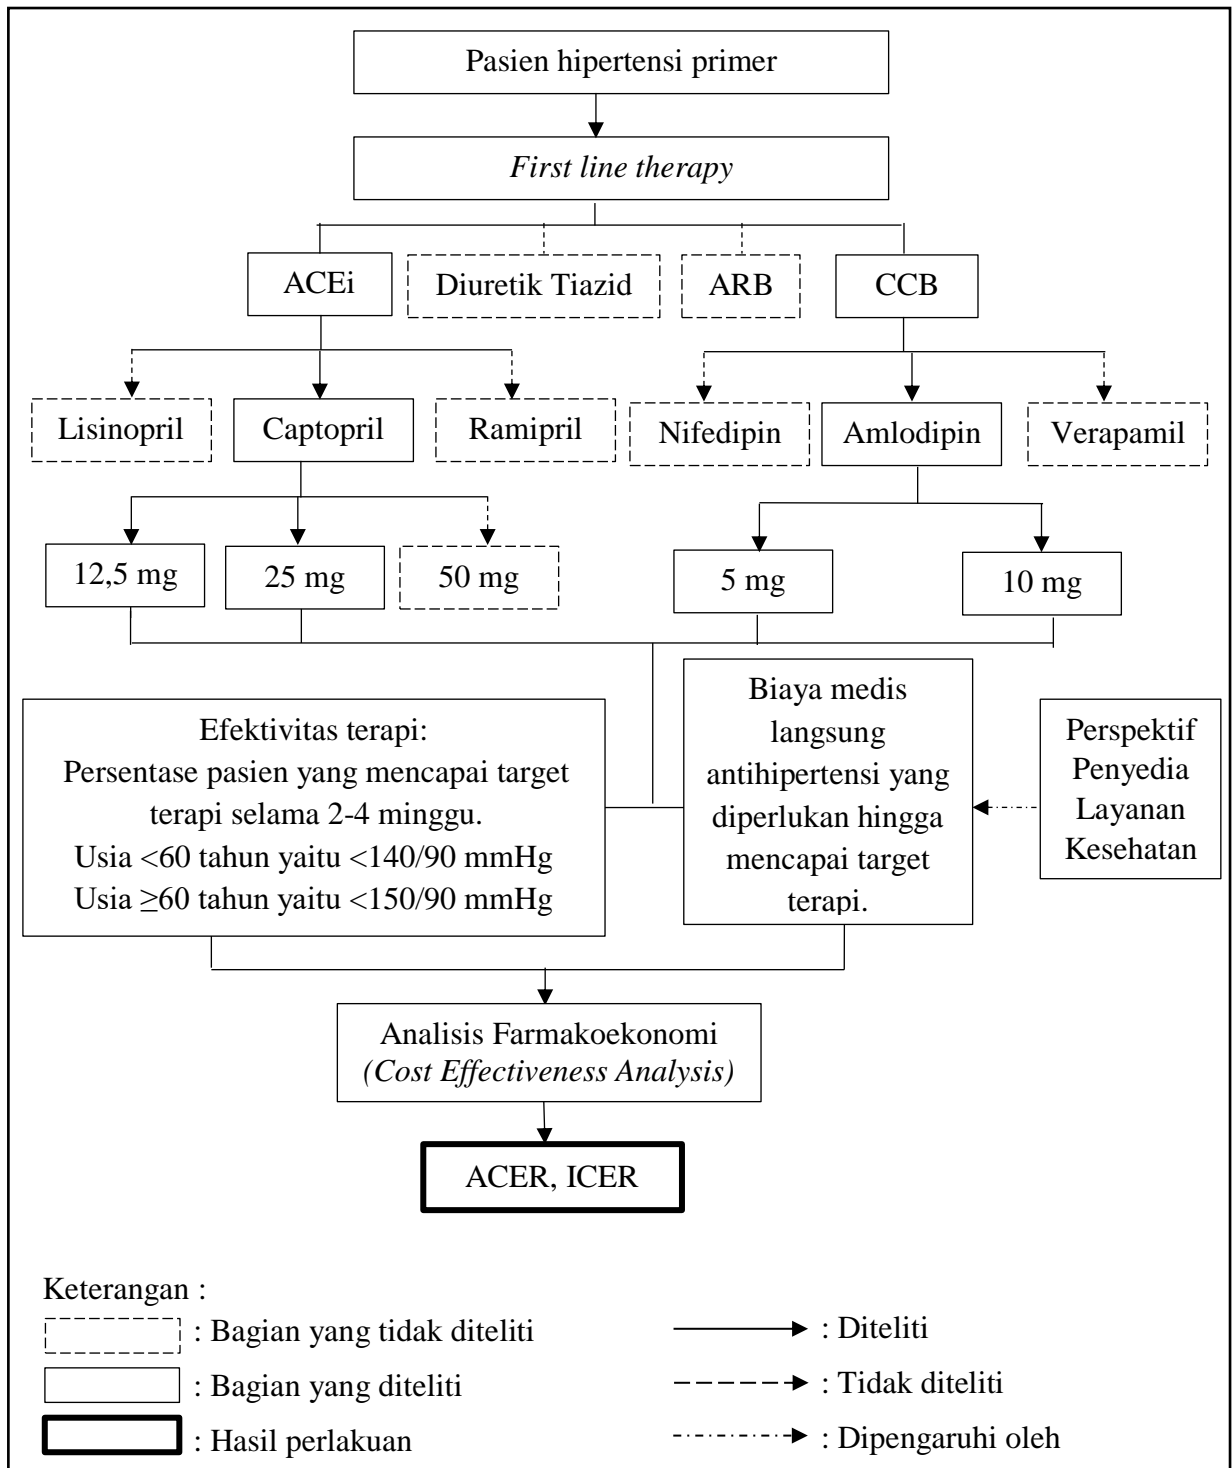 Pasien hipertensi primer
First line therapy
ACEi
Diuretik Tiazid
ARB
CCB
Lisinopril
Captopril
Ramipril
Nifedipin
Amlodipin
Verapamil
12,5 mg
25 mg
50 mg
5 mg
10 mg
Efektivitas terapi:
Persentase pasien yang mencapai target
terapi selama 2-4 minggu.
Usia <60 tahun yaitu <140/90 mmHg
Usia ≥60 tahun yaitu <150/90 mmHg
Biaya medis
langsung
antihipertensi yang
diperlukan hingga
mencapai target
terapi.
Perspektif
Penyedia
Layanan
Kesehatan
Analisis Farmakoekonomi
(Cost Effectiveness Analysis)
ACER, ICER
Keterangan :
: Bagian yang tidak diteliti
: Bagian yang diteliti
: Hasil perlakuan
: Diteliti
: Tidak diteliti
: Dipengaruhi oleh